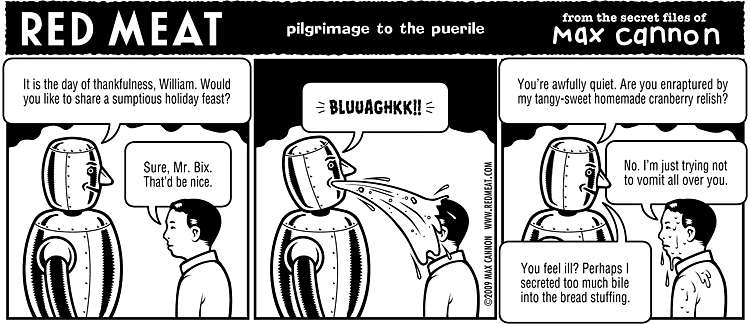 RED MEAT
pilgrimage to the puerile
from the secret files of
max cannon
It is the day of thankfulness, William. Would
you like to share a sumptious holiday feast?
Sure, Mr. Bix.
That'd be nice.
BLUUAGHKK!!
©2009 MAX CANNON WWW.REDMEAT.COM
You're awfully quiet. Are you enraptured by
my tangy-sweet homemade cranberry relish?
No. I'm just trying not
to vomit all over you.
You feel ill? Perhaps I
secreted too much bile
into the bread stuffing.